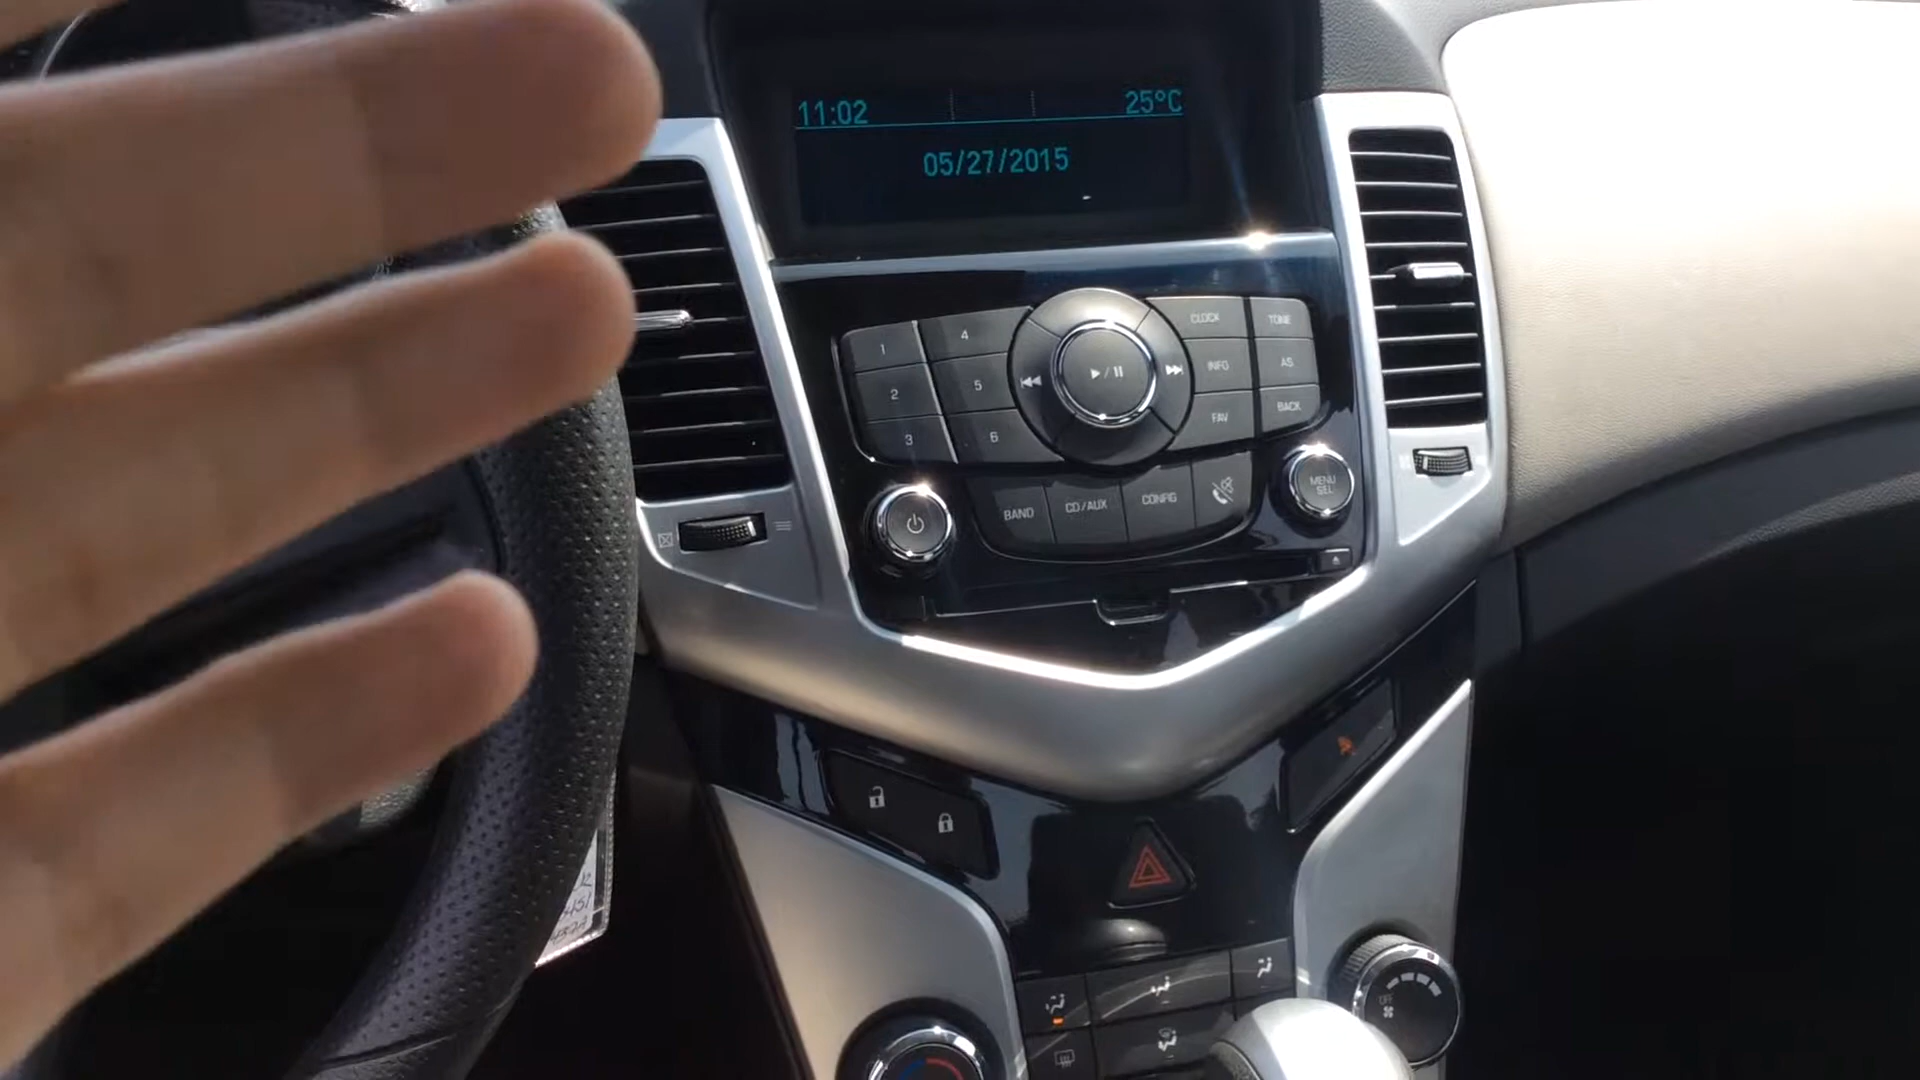 11:02 25°C
05/27/2015
1 4 CLOCK TONE
2 5 INFO AS
3 6 FAV BACK
BAND CD/AUX CONFIG MENU
SEL
OFF